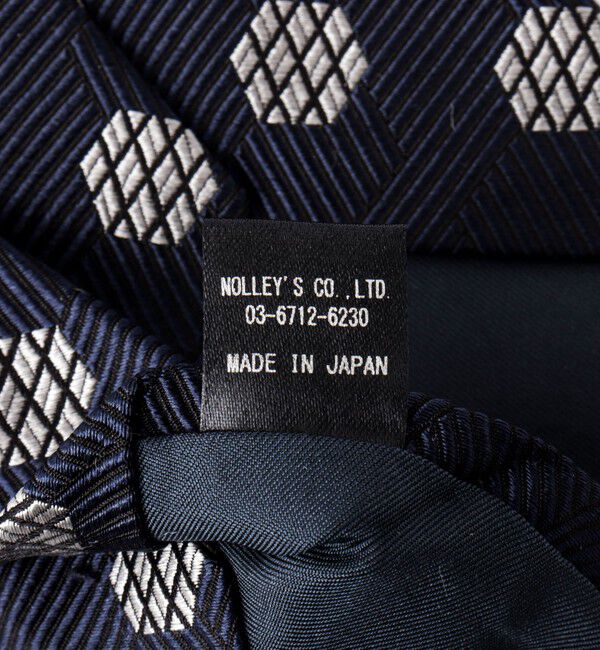 NOLLEY'S CO.,LTD.
03-6712-6230
MADE IN JAPAN